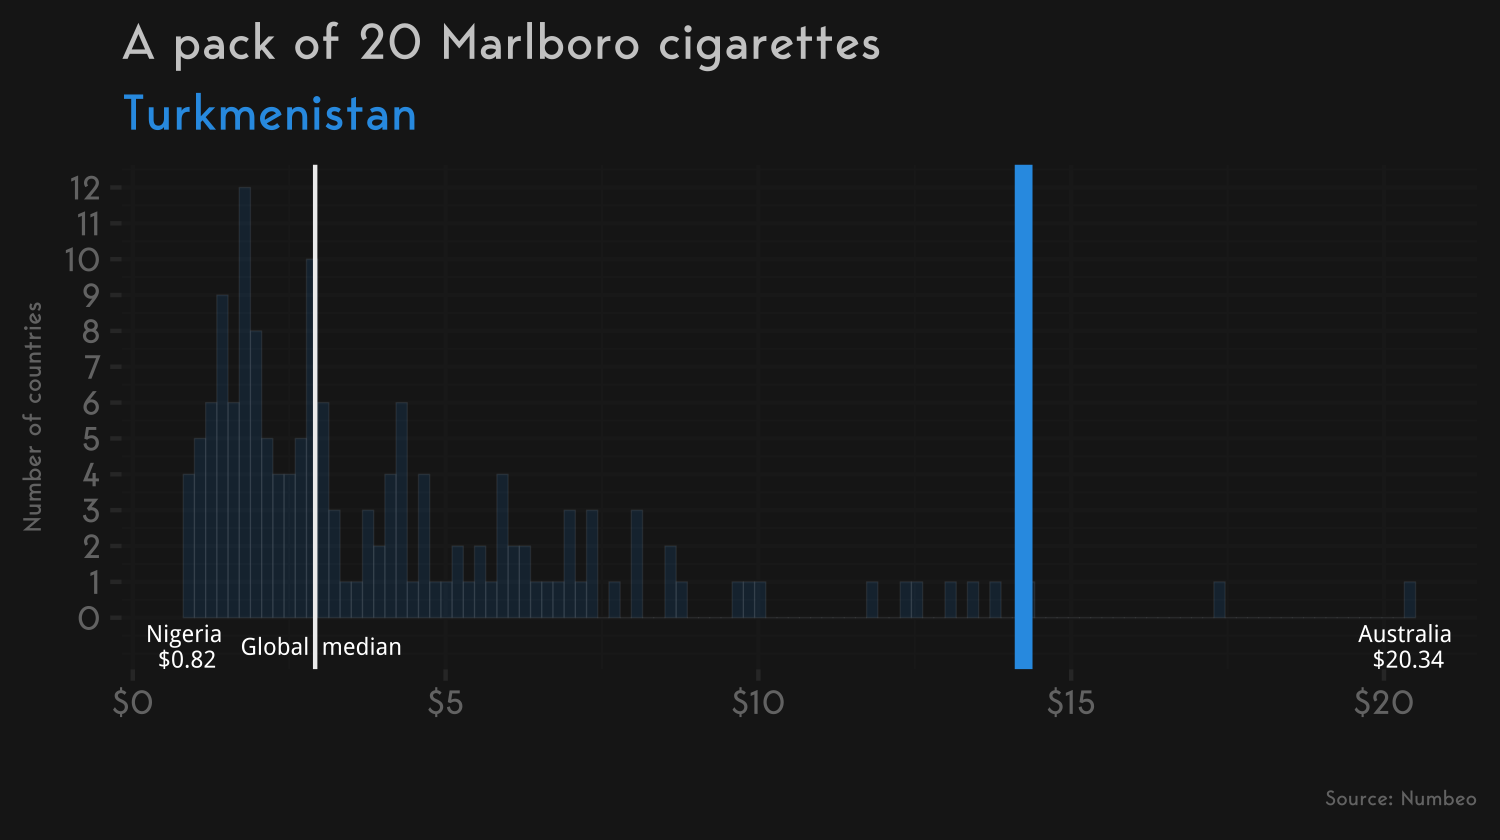 A pack of 20 Marlboro cigarettes
Turkmenistan
Number of countries
12
11
10
9
8
7
6
5
4
3
2
1
0
Nigeria
$0.82
Global median
Australia
$20.34
$0 $5 $10 $15 $20
Source: Numbeo